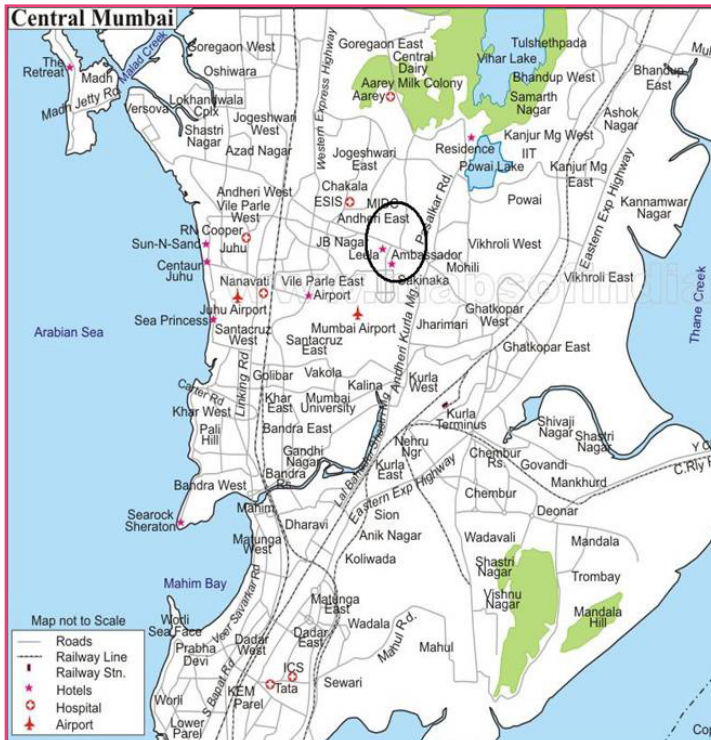 Central Mumbai
The
Retreat
Madh
Malad Creek
Madh Jetty Rd
Versova
Goregaon West
Oshiwara
Lokhandwala
Cplx
Shastri
Nagar
Jogeshwari
West
Azad Nagar
Western Express Highway
Goregaon East
Central
Dairy
Aarey Milk Colony
Aarey
Tulshethpada
Vihar Lake
Bhandup West
Samarth
Nagar
Bhandup
East
Mul
Ashok
Nagar
Kanjur Mg West
Residence
IIT
Powai Lake
Kanjur Mg
East
Jogeshwari
East
Andheri West
Vile Parle
West
Chakala
ESIS
MIDC
Andheri East
Powai
Kannamwar
Nagar
Eastern Exp Highway
RN Cooper
Sun-N-Sand
Juhu
Centaur
Juhu
JB Nagar
Leela
Ambassador
Mohili
Sakinaka
Vikhroli West
Vikhroli East
Nanavati
Vile Parle East
Airport
Juhu Airport
Sea Princess
Santacruz
West
Mumbai Airport
Santacruz
East
Jharimari
Andheri Kurla Mg
Ghatkopar
West
Ghatkopar East
Thane Creek
Arabian Sea
Linking Rd
Golibar
Vakola
Kalina
Kurla
West
Carter Rd
Khar West
Khar
East
Mumbai
University
Pali
Hill
Bandra East
Kurla
Terminus
Shivaji
Nagar
Shastri
Nagar
Gandhi
Nagar
Nehru
Ngr
Chembur
Rs.
Govandi
Mankhurd
Bandra West
Bandra
Rs
Kurla
East
Eastern Exp Highway
Chembur
Deonar
C.Rly
Searock
Sheraton
Mahim
Dharavi
Sion
Matunga
West
Anik Nagar
Koliwada
Wadavali
Mandala
Shastri
Nagar
Trombay
Vishnu
Nagar
Mandala
Hill
Mahim Bay
Matunga
East
Wadala
Mahul Rd.
Mahul
Worli
Sea Face
Veer Savarkar Rd
Prabha
Devi
Dadar
West
Dadar
East
S Bapat Rd
ICS
Tata
KEM
Parel
Sewari
Worli
Lower
Parel
Cop
Map not to Scale
Roads
Railway Line
Railway Stn.
Hotels
Hospital
Airport